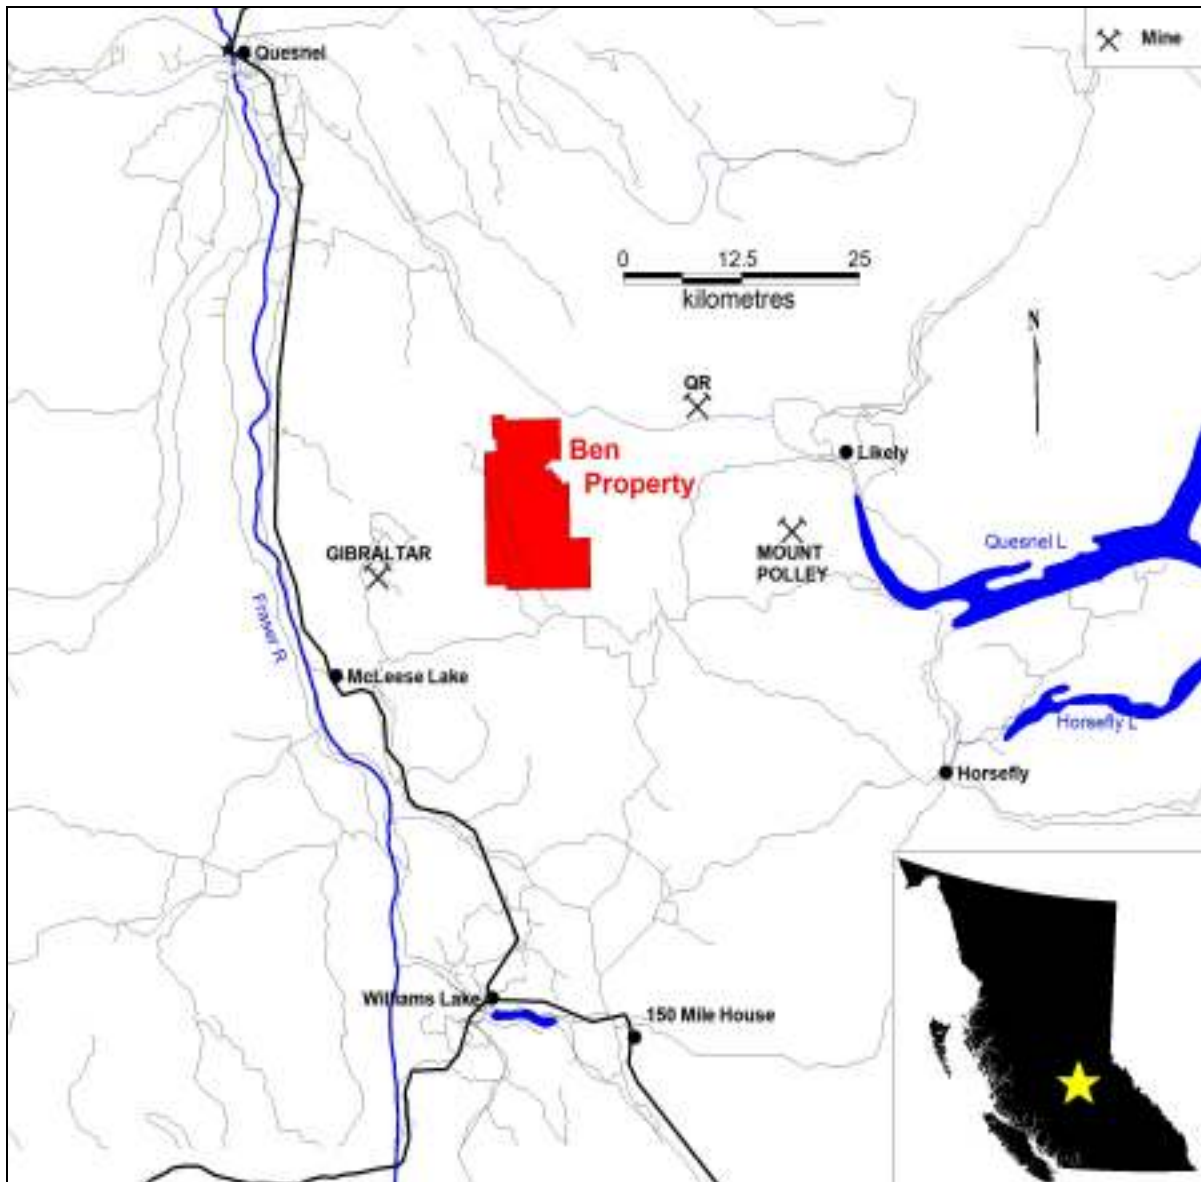 Mine
Quesnel
0 12.5 25
kilometres
N
QR
Ben
Property
Likely
GIBRALTAR
MOUNT
POLLEY
Quesnel L
Fraser R
McLeese Lake
Horsefly L
Horsefly
Williams Lake
150 Mile House